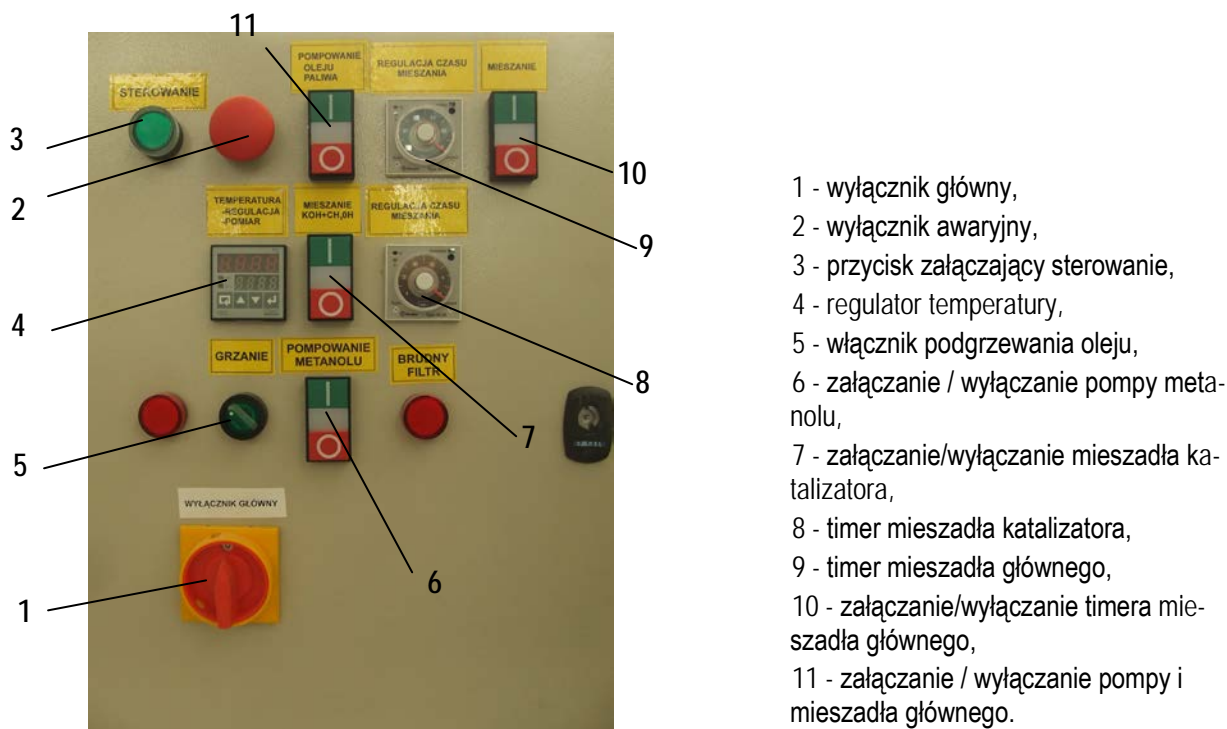 11
POMPOWANIE
OLEJU
PALIWA
REGULACJA CZASU
MIESZANIA
MIESZANIE
STEROWANIE
3
2
10
9
TEMPERATURA
-REGULACJA
-POMIAR
MIESZANIE
KOH+CH₃OH
REGULACJA CZASU
MIESZANIA
4
8
GRZANIE
POMPOWANIE
METANOLU
BRUDNY
FILTR
5
7
6
WYŁĄCZNIK GŁÓWNY
1
1 - wyłącznik główny,
2 - wyłącznik awaryjny,
3 - przycisk załączający sterowanie,
4 - regulator temperatury,
5 - włącznik podgrzewania oleju,
6 - załączanie / wyłączanie pompy meta-
nolu,
7 - załączanie/wyłączanie mieszadła ka-
talizatora,
8 - timer mieszadła katalizatora,
9 - timer mieszadła głównego,
10 - załączanie/wyłączanie timera mie-
szadła głównego,
11 - załączanie / wyłączanie pompy i
mieszadła głównego.